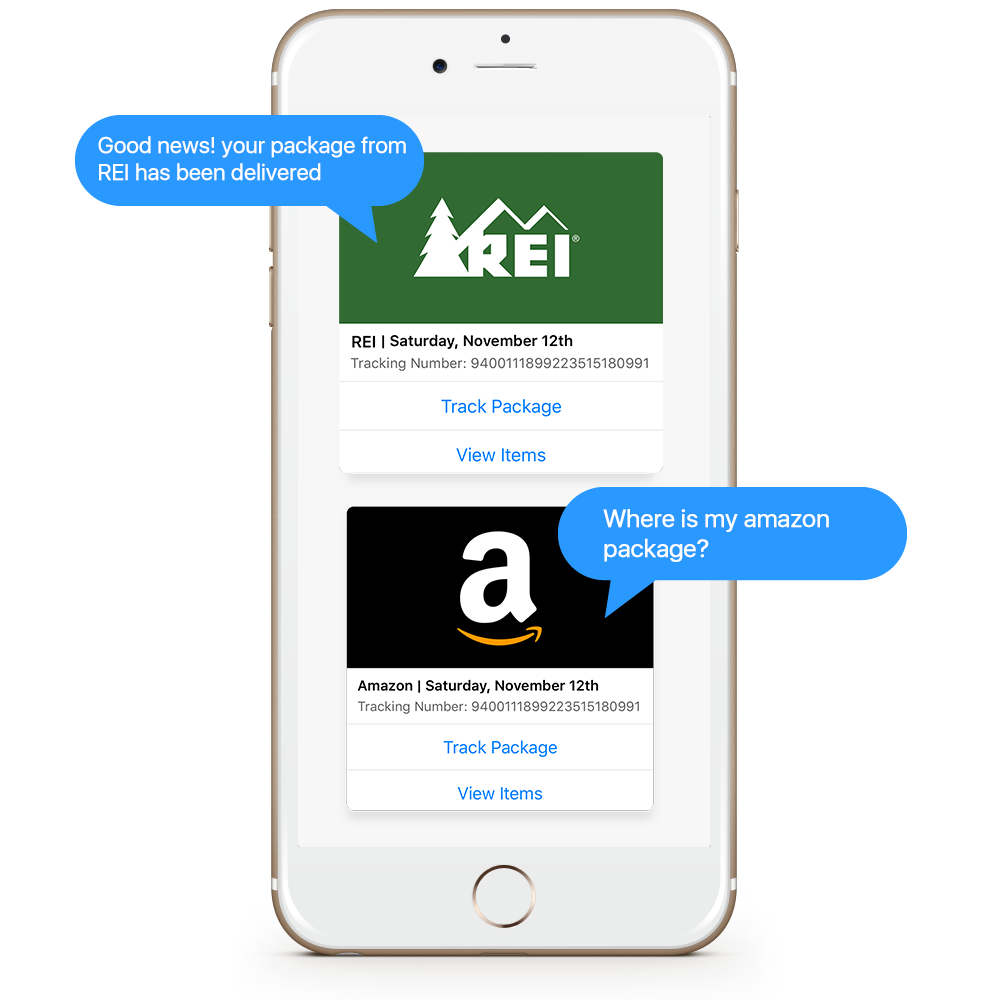 Good news! your package from
REI has been delivered
REI®
REI | Saturday, November 12th
Tracking Number: 9400111899223515180991
Track Package
View Items
Where is my amazon
package?
a
Amazon | Saturday, November 12th
Tracking Number: 9400111899223515180991
Track Package
View Items